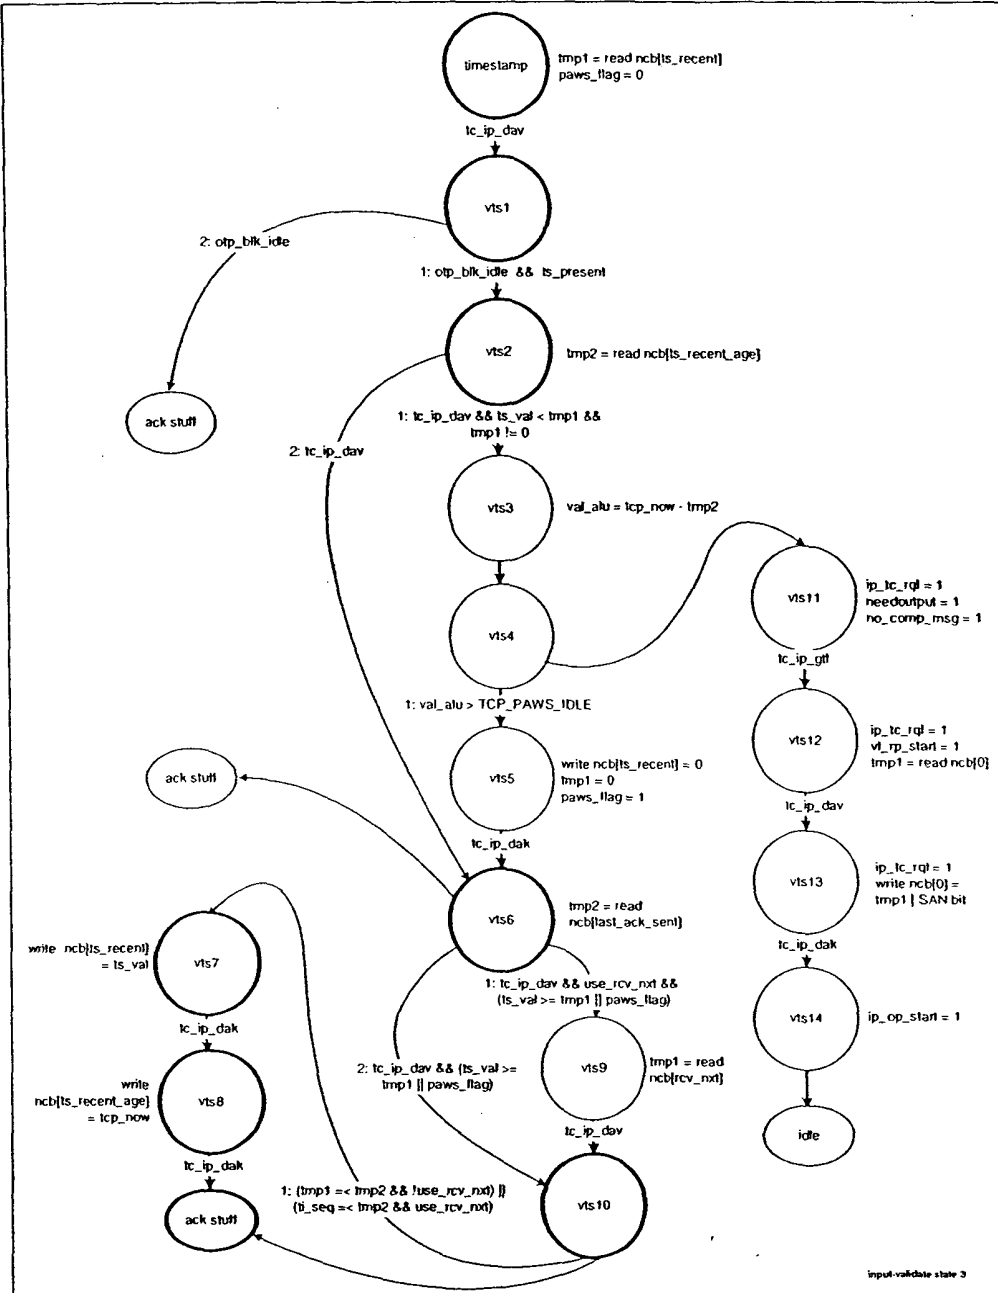 timestamp
tmp1 = read ncb[ts_recent]
paws_flag = 0
tc_ip_dav
vts1
2: otp_blk_idle
1: otp_blk_idle && ts_present
vts2
tmp2 = read ncb[ts_recent_age]
ack stuff
1: tc_ip_dav && ts_val < tmp1 &&
tmp1 != 0
2: tc_ip_dav
vts3
val_alu = tcp_now - tmp2
vts4
vts11
ip_tc_rql = 1
needoutput = 1
no_comp_msg = 1
tc_ip_gtt
1: val_alu > TCP_PAWS_IDLE
vts12
ip_tc_rql = 1
vt_rp_start = 1
tmp1 = read ncb[0]
ack stuff
vts5
write ncb[ts_recent] = 0
tmp1 = 0
paws_flag = 1
tc_ip_dav
tc_ip_dak
vts13
ip_tc_rql = 1
write ncb[0] =
tmp1 | SAN bit
vts6
tmp2 = read
ncb[last_ack_sent]
tc_ip_dak
write ncb[ts_recent]
= ts_val
vts7
1: tc_ip_dav && use_rcv_nxt &&
(ts_val >= tmp1 || paws_flag)
vts14
ip_op_start = 1
tc_ip_dak
2: tc_ip_dav && (ts_val >=
tmp1 || paws_flag)
vts9
tmp1 = read
ncb[rcv_nxt]
write
ncb[ts_recent_age]
= tcp_now
vts8
tc_ip_dav
idle
tc_ip_dak
1: (tmp1 =< tmp2 && !use_rcv_nxt) ||
(ti_seq =< tmp2 && use_rcv_nxt)
vts10
ack stuff
input-validate state 3